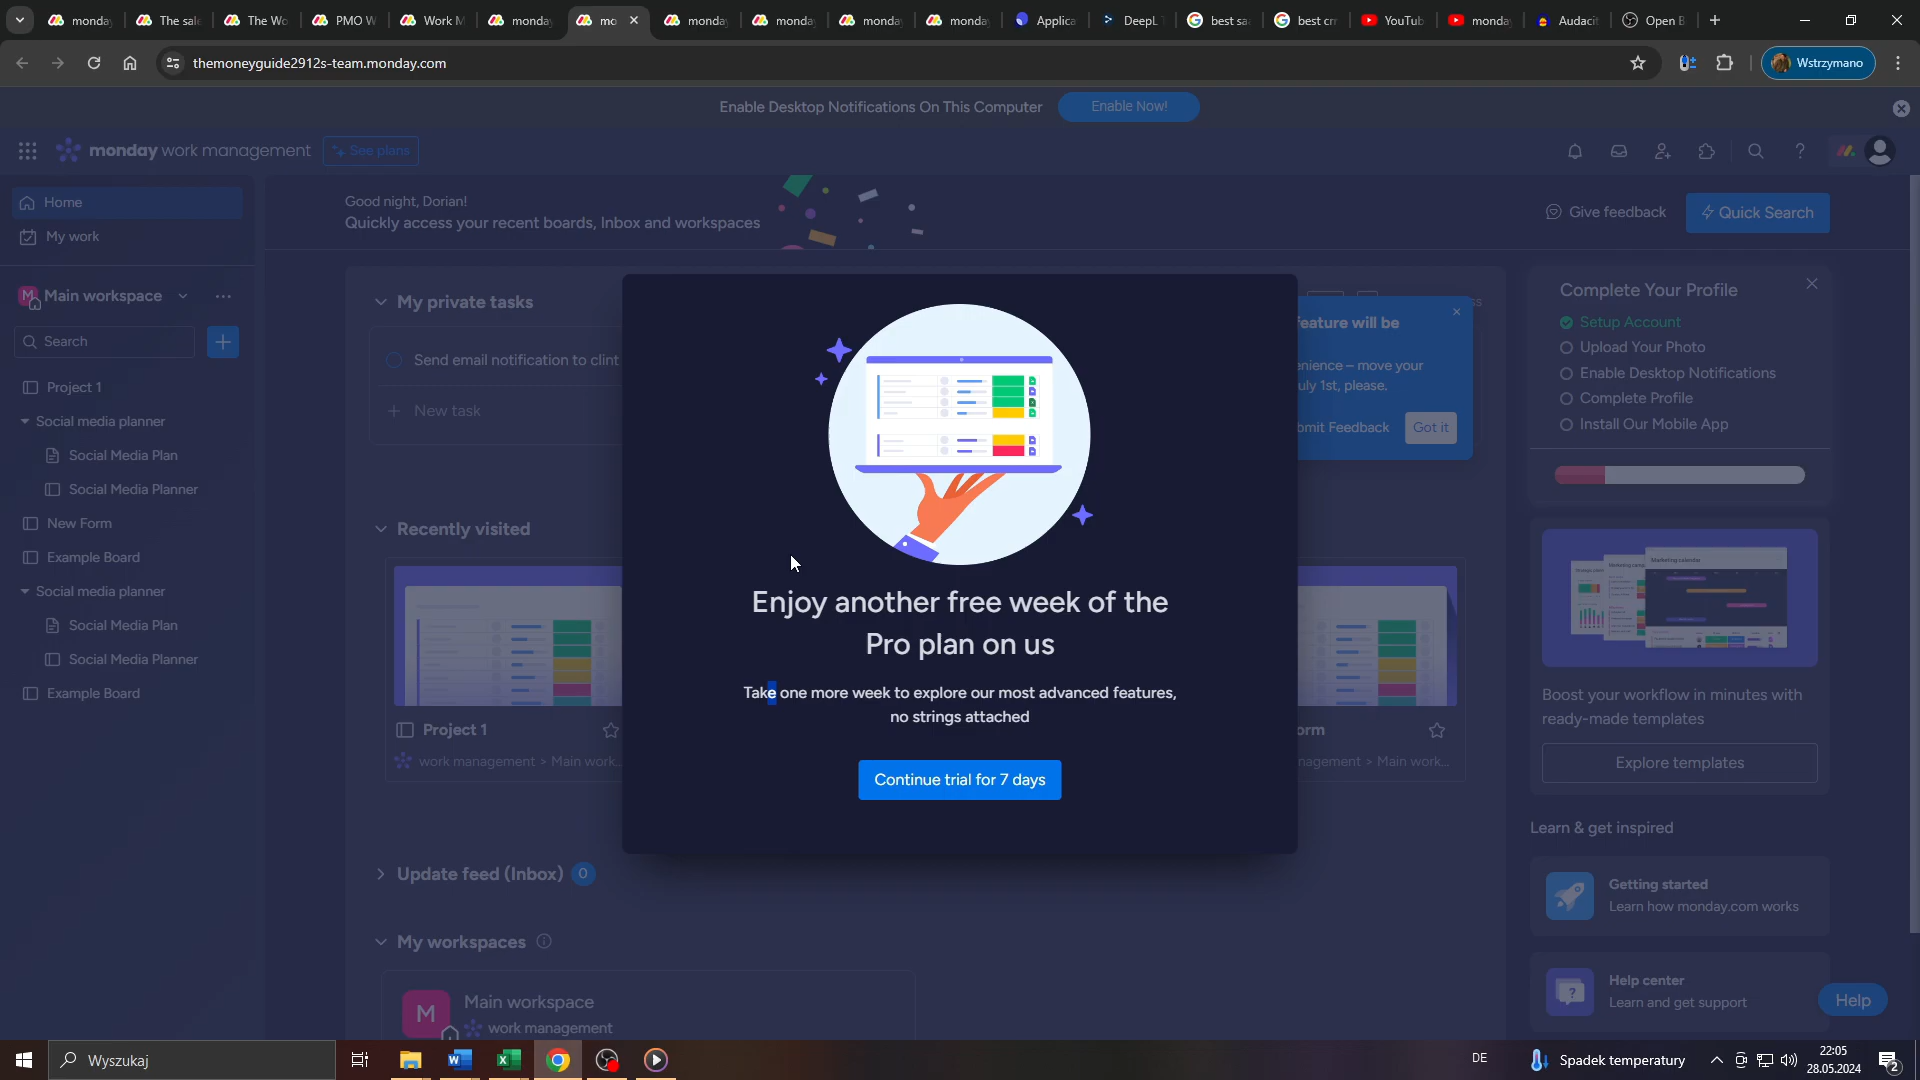 monday
The sale
The Wo
PMO W
Work M
monday
mo
monday
monday
monday
monday
Applica
DeepL T
best sa
best crr
YouTub
monda
Audacit
Open B
themoneyguide2912s-team.monday.com
Wstrzymano
Enable Desktop Notifications On This Computer
Enable Now!
monday work management
See plans
Home
My work
Good night, Dorian!
Quickly access your recent boards, Inbox and workspaces
Give feedback
Quick Search
M Main workspace
Search
Project 1
Social media planner
Social Media Plan
Social Media Planner
New Form
Example Board
Social media planner
Social Media Plan
Social Media Planner
Example Board
My private tasks
Send email notification to clint
New task
Recently visited
Project 1
work management > Main work...
Update feed (Inbox) 0
My workspaces
M
Main workspace
work management
Enjoy another free week of the
Pro plan on us
Take one more week to explore our most advanced features,
no strings attached
Continue trial for 7 days
feature will be
enience – move your
uly 1st, please.
bmit Feedback
Got it
orm
nagement > Main work...
Complete Your Profile
Setup Account
Upload Your Photo
Enable Desktop Notifications
Complete Profile
Install Our Mobile App
Marketing calendar
Boost your workflow in minutes with
ready-made templates
Explore templates
Learn & get inspired
Getting started
Learn how monday.com works
Help center
Learn and get support
Help
Wyszukaj
DE
Spadek temperatury
22:05
28.05.2024
2